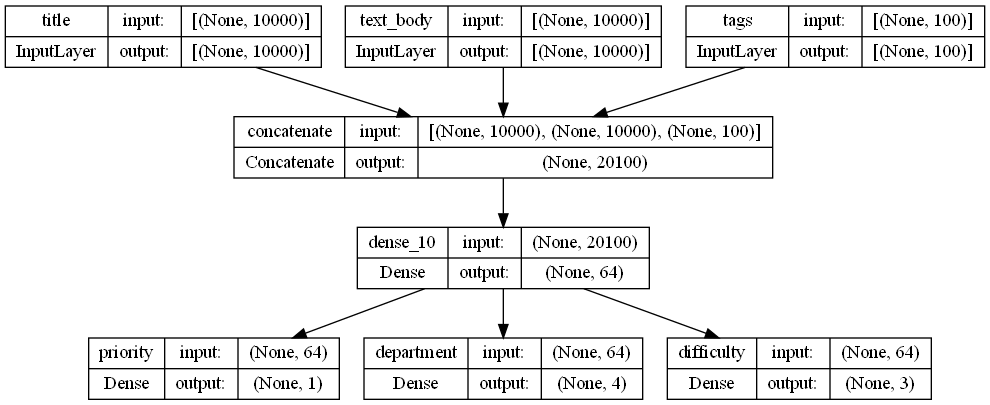 title input: [(None, 10000)]
InputLayer output: [(None, 10000)]
text_body input: [(None, 10000)]
InputLayer output: [(None, 10000)]
tags input: [(None, 100)]
InputLayer output: [(None, 100)]
concatenate input: [(None, 10000), (None, 10000), (None, 100)]
Concatenate output: (None, 20100)
dense_10 input: (None, 20100)
Dense output: (None, 64)
priority input: (None, 64)
Dense output: (None, 1)
department input: (None, 64)
Dense output: (None, 4)
difficulty input: (None, 64)
Dense output: (None, 3)